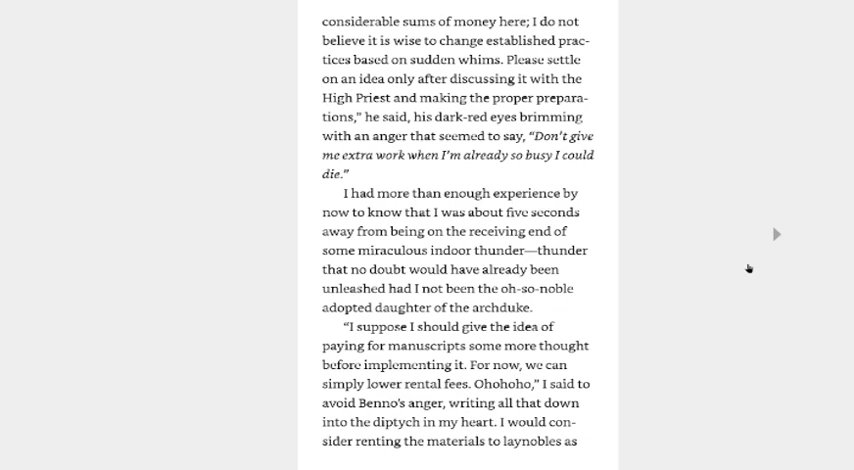 considerable sums of money here; I do not
believe it is wise to change established prac-
tices based on sudden whims. Please settle
on an idea only after discussing it with the
High Priest and making the proper prepara-
tions,” he said, his dark-red eyes brimming
with an anger that seemed to say, “Don’t give
me extra work when I’m already so busy I could
die.”
I had more than enough experience by
now to know that I was about five seconds
away from being on the receiving end of
some miraculous indoor thunder—thunder
that no doubt would have already been
unleashed had I not been the oh-so-noble
adopted daughter of the archduke.
“I suppose I should give the idea of
paying for manuscripts some more thought
before implementing it. For now, we can
simply lower rental fees. Ohohoho,” I said to
avoid Benno’s anger, writing all that down
into the diptych in my heart. I would con-
sider renting the materials to laynobles as